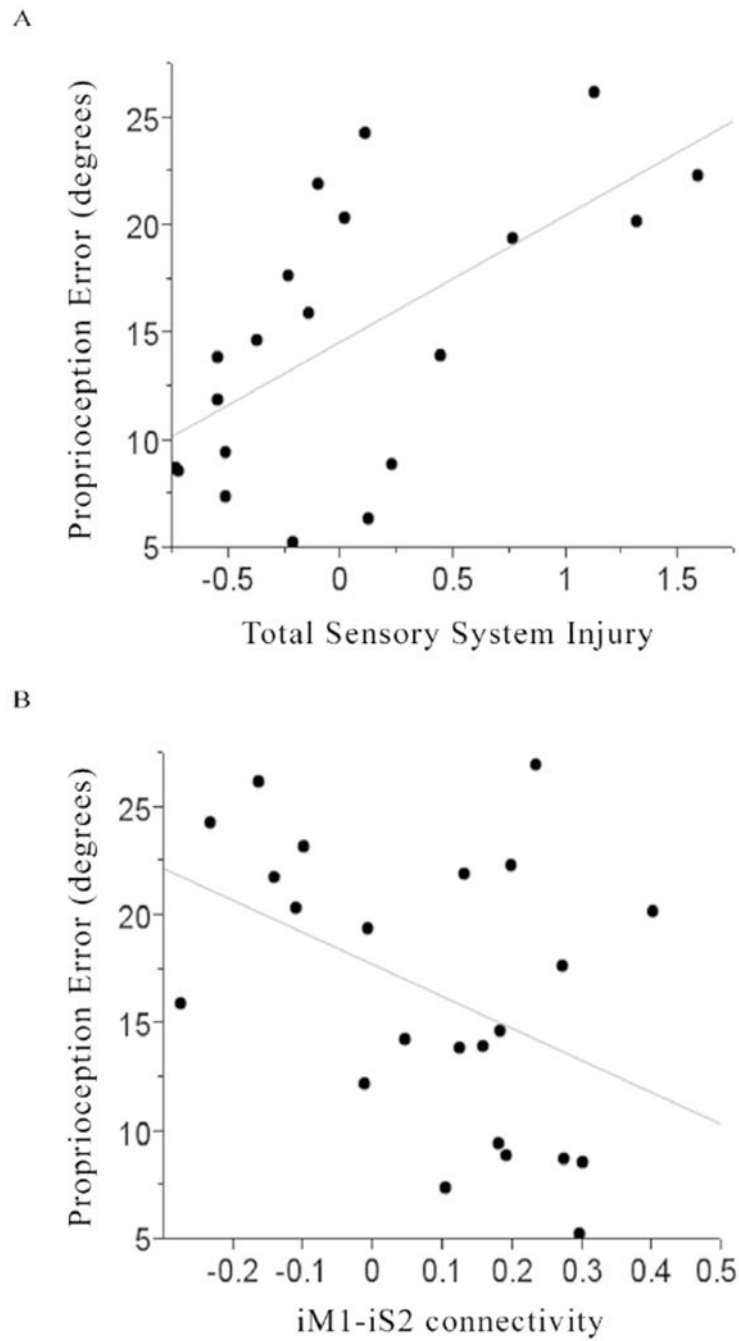 A
Proprioception Error (degrees)
25
20
15
10
5
-0.5 0 0.5 1 1.5
Total Sensory System Injury
B
Proprioception Error (degrees)
25
20
15
10
5
-0.2 -0.1 0 0.1 0.2 0.3 0.4 0.5
iM1-iS2 connectivity